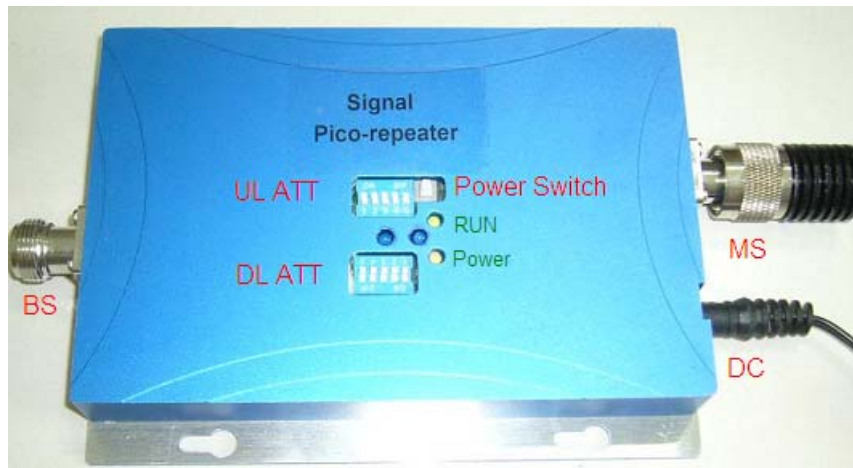 Signal
Pico-repeater
UL ATT
Power Switch
RUN
DL ATT
Power
BS
MS
DC